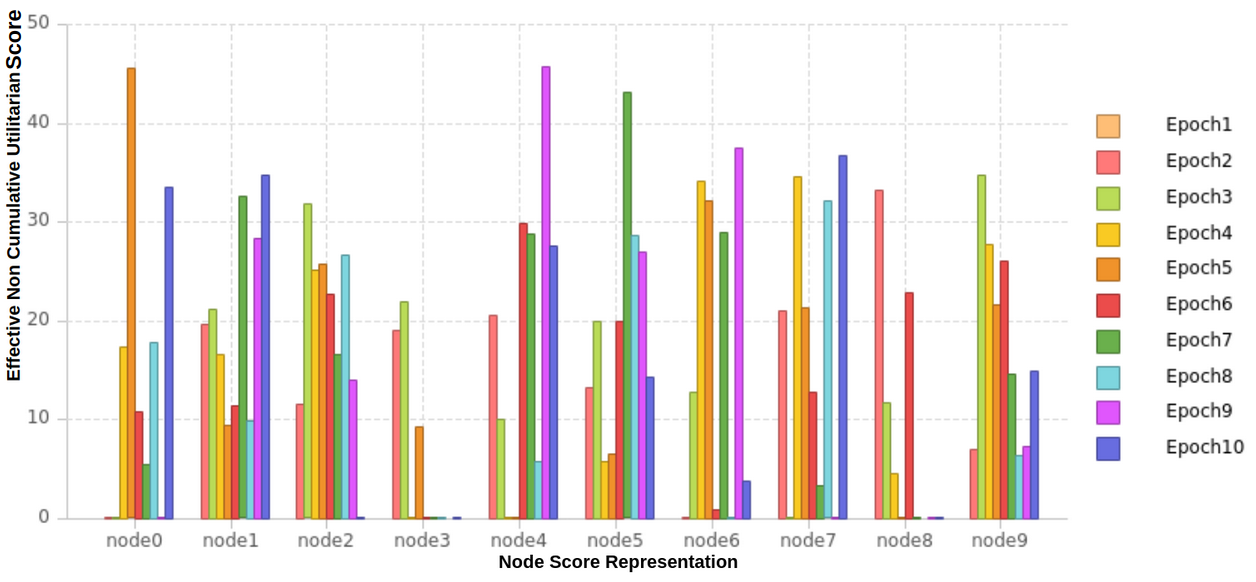 Effective Non Cumulative Utilitarian Score
50
40
30
20
10
0
node0 node1 node2 node3 node4 node5 node6 node7 node8 node9
Node Score Representation
Epoch1
Epoch2
Epoch3
Epoch4
Epoch5
Epoch6
Epoch7
Epoch8
Epoch9
Epoch10